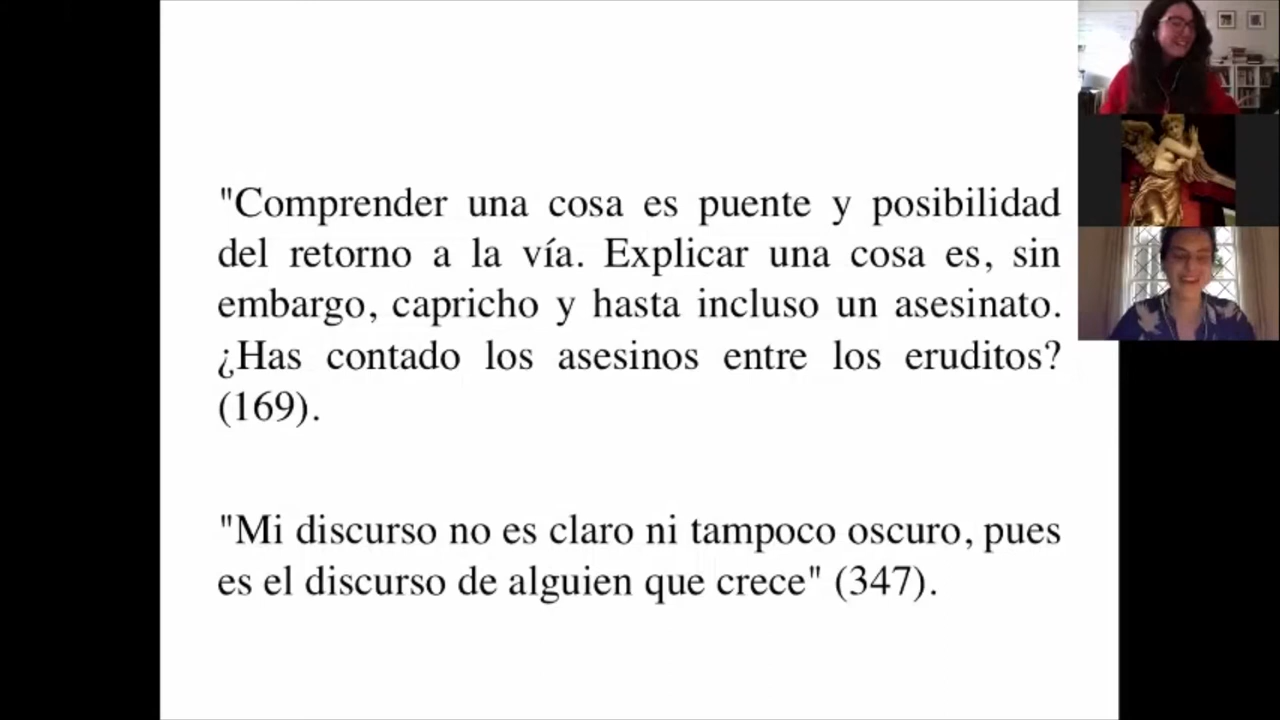 "Comprender una cosa es puente y posibilidad
del retorno a la vía. Explicar una cosa es, sin
embargo, capricho y hasta incluso un asesinato.
¿Has contado los asesinos entre los eruditos?
(169).
"Mi discurso no es claro ni tampoco oscuro, pues
es el discurso de alguien que crece" (347).